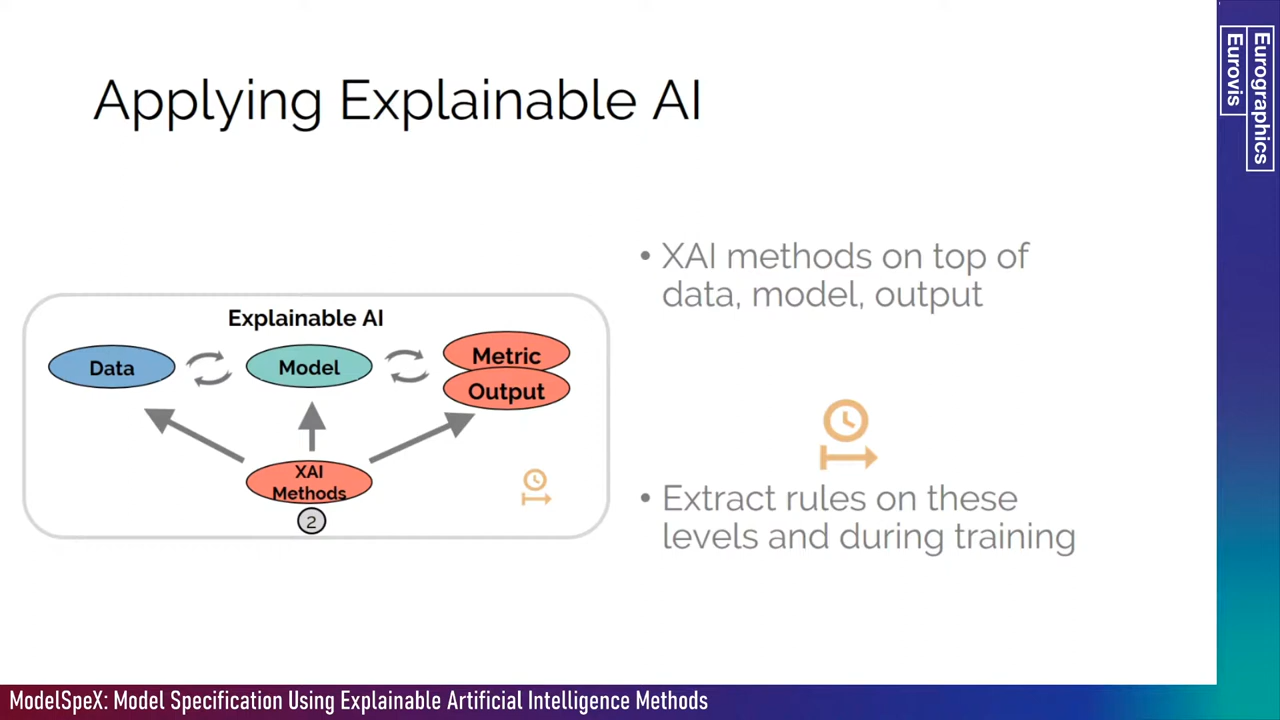 Applying Explainable AI
Eurographics
Eurovis
Explainable AI
Data
Model
Metric
Output
XAI
Methods
2
• XAI methods on top of
data, model, output
• Extract rules on these
levels and during training
ModelSpeX: Model Specification Using Explainable Artificial Intelligence Methods